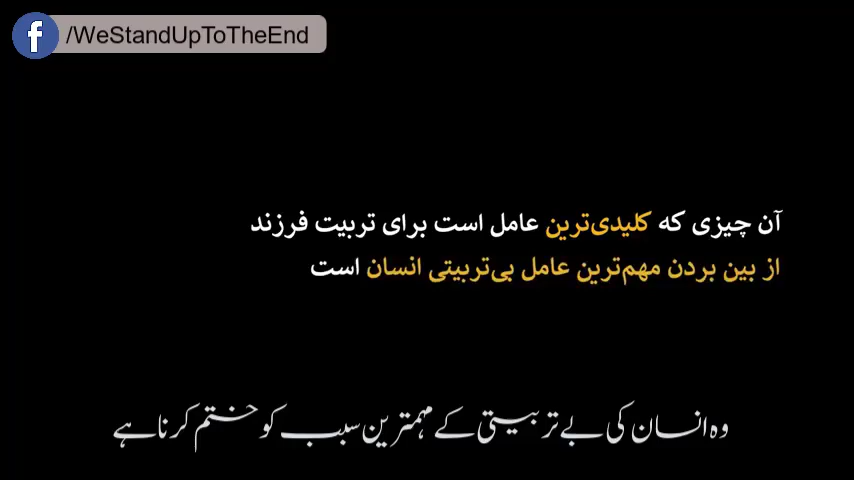 /WeStandUpToTheEnd
آن چیزی که کلیدی‌ترین عامل است برای تربیت فرزند
از بین بردن مهم‌ترین عامل بی‌تربیتی انسان است
وہ انسان کی بے تربیتی کے مہمترین سبب کو ختم کرنا ہے